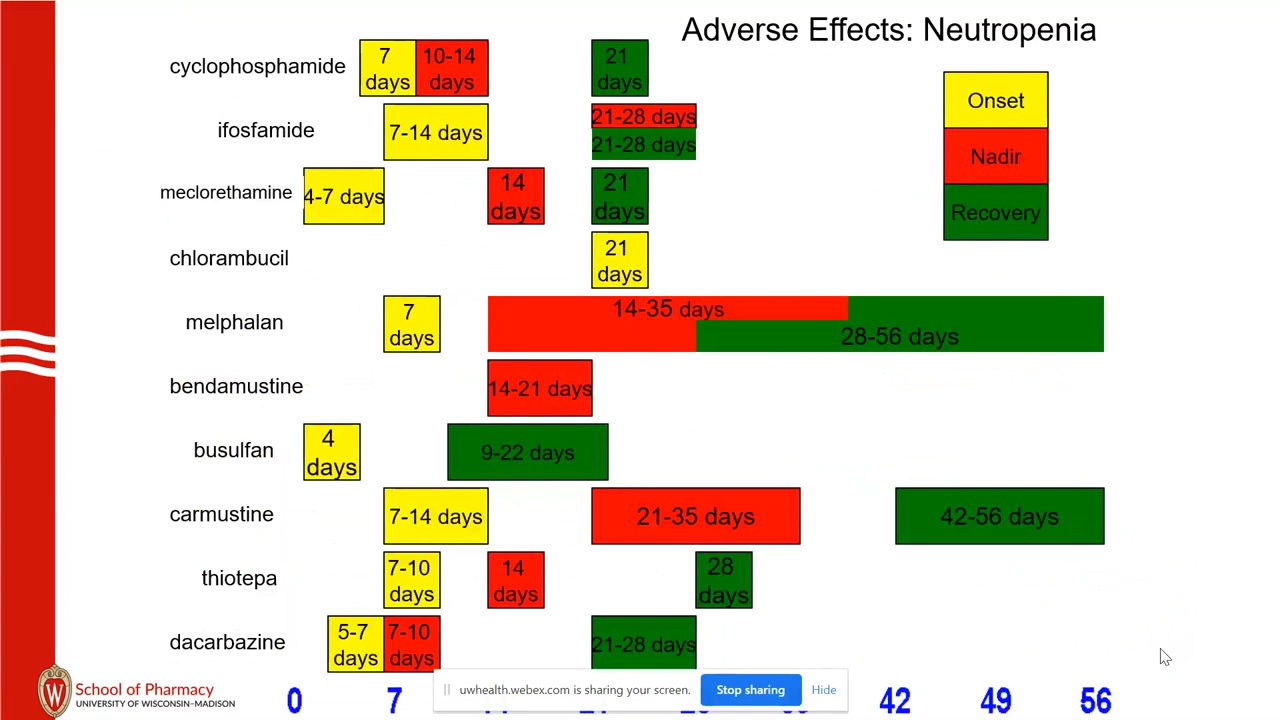 Adverse Effects: Neutropenia
cyclophosphamide
7
days
10-14
days
21
days
Onset
Nadir
Recovery
ifosfamide
7-14 days
21-28 days
21-28 days
meclorethamine
4-7 days
14
days
21
days
chlorambucil
21
days
melphalan
7
days
14-35 days
28-56 days
bendamustine
14-21 days
busulfan
4
days
9-22 days
carmustine
7-14 days
21-35 days
42-56 days
thiotepa
7-10
days
14
days
28
days
dacarbazine
5-7
days
7-10
days
21-28 days
School of Pharmacy
UNIVERSITY OF WISCONSIN-MADISON
uwhealth.webex.com is sharing your screen.
Stop sharing
Hide
0 7 42 49 56